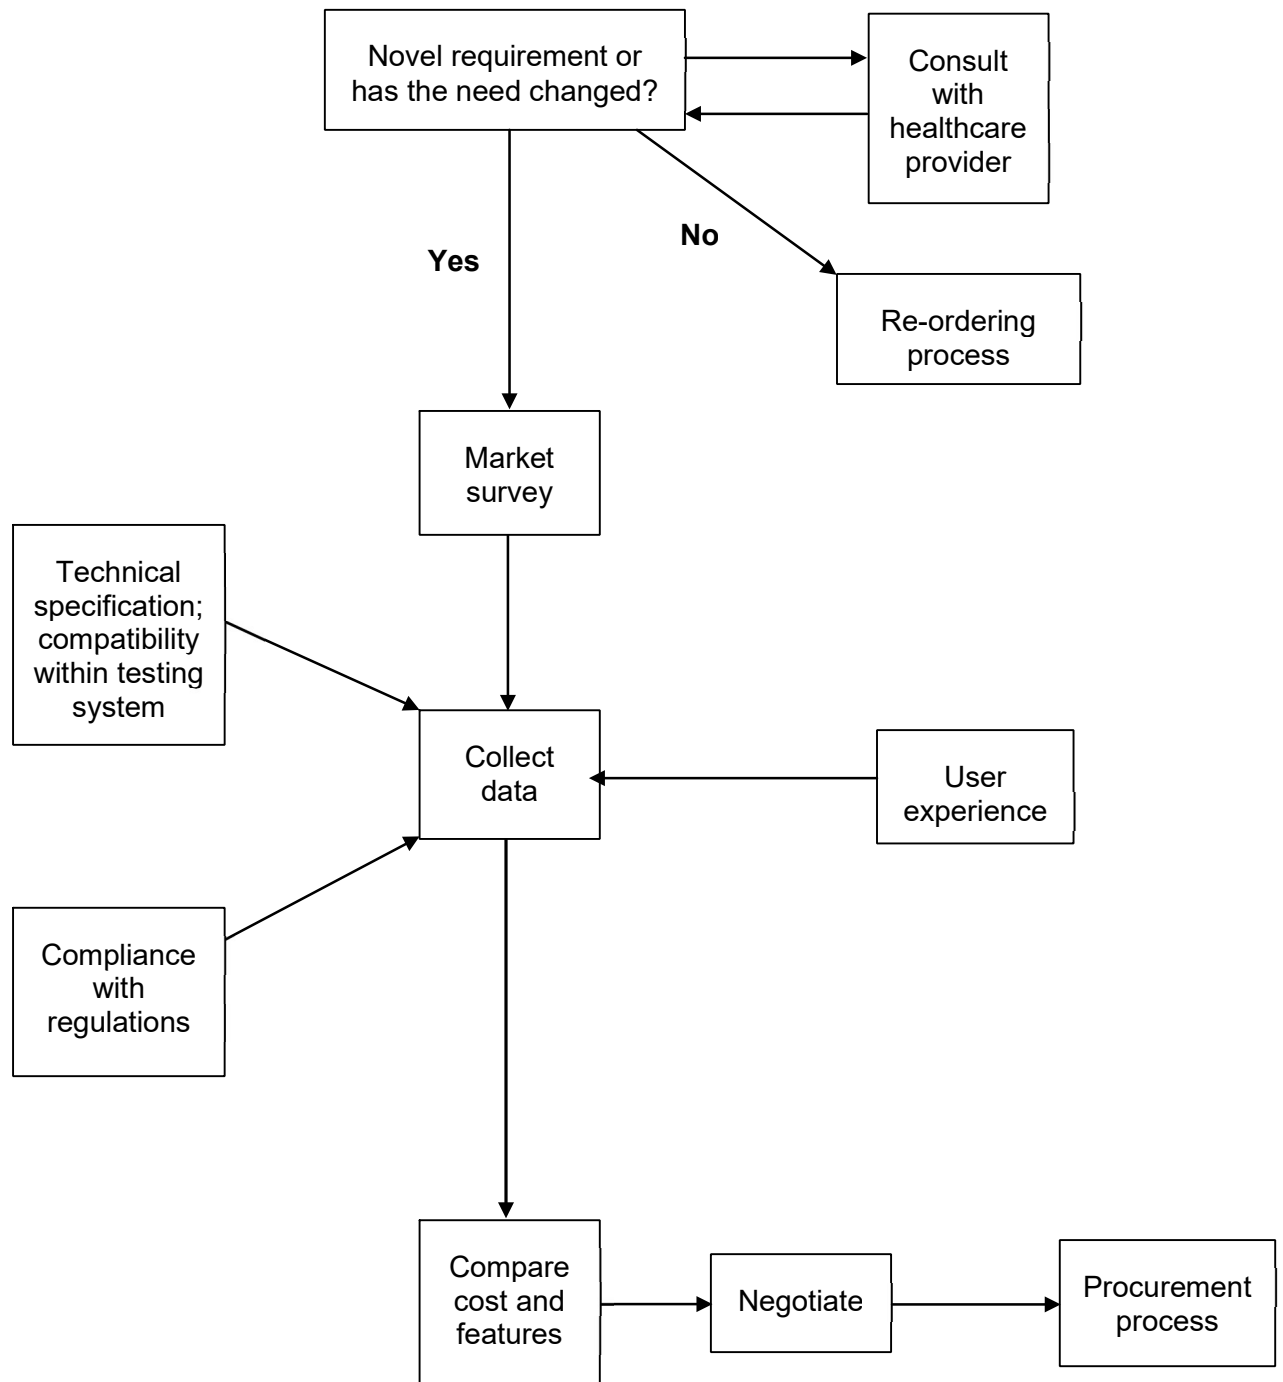 Novel requirement or
has the need changed?
Consult
with
healthcare
provider
Yes
No
Re-ordering
process
Market
survey
Technical
specification;
compatibility
within testing
system
Collect
data
User
experience
Compliance
with
regulations
Compare
cost and
features
Negotiate
Procurement
process